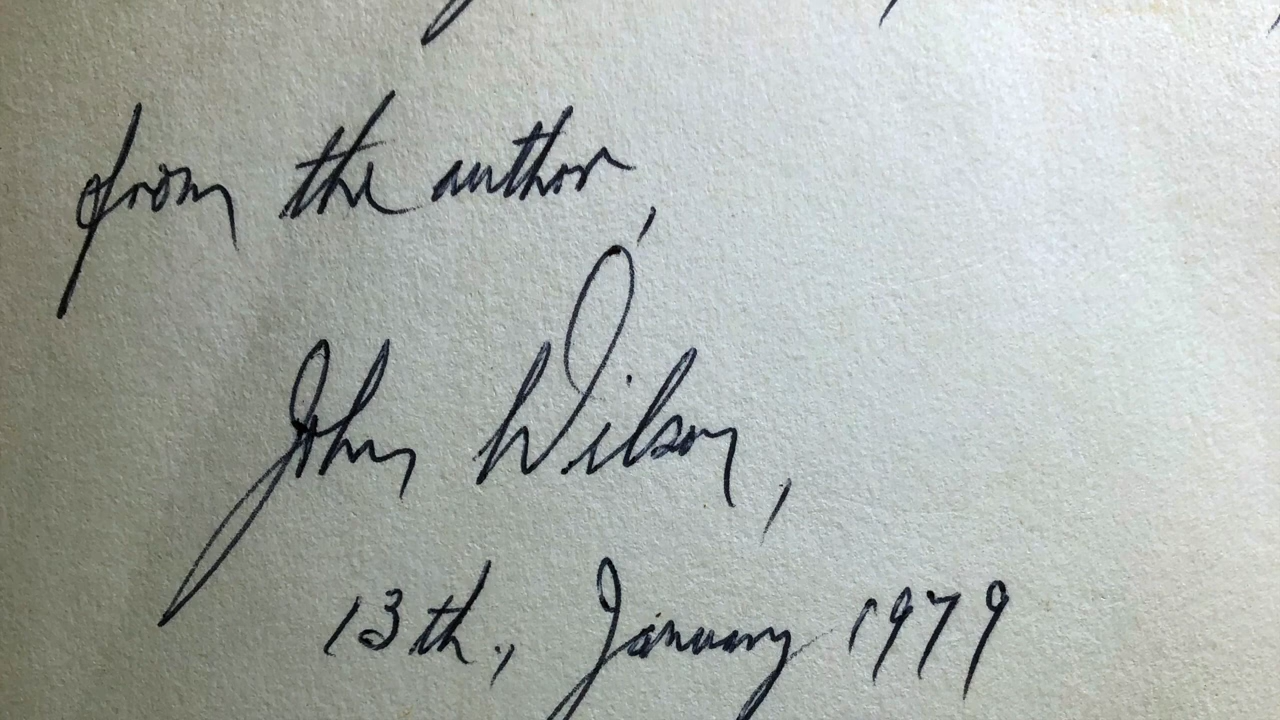 from the author,
John Wilson,
13th., January 1979